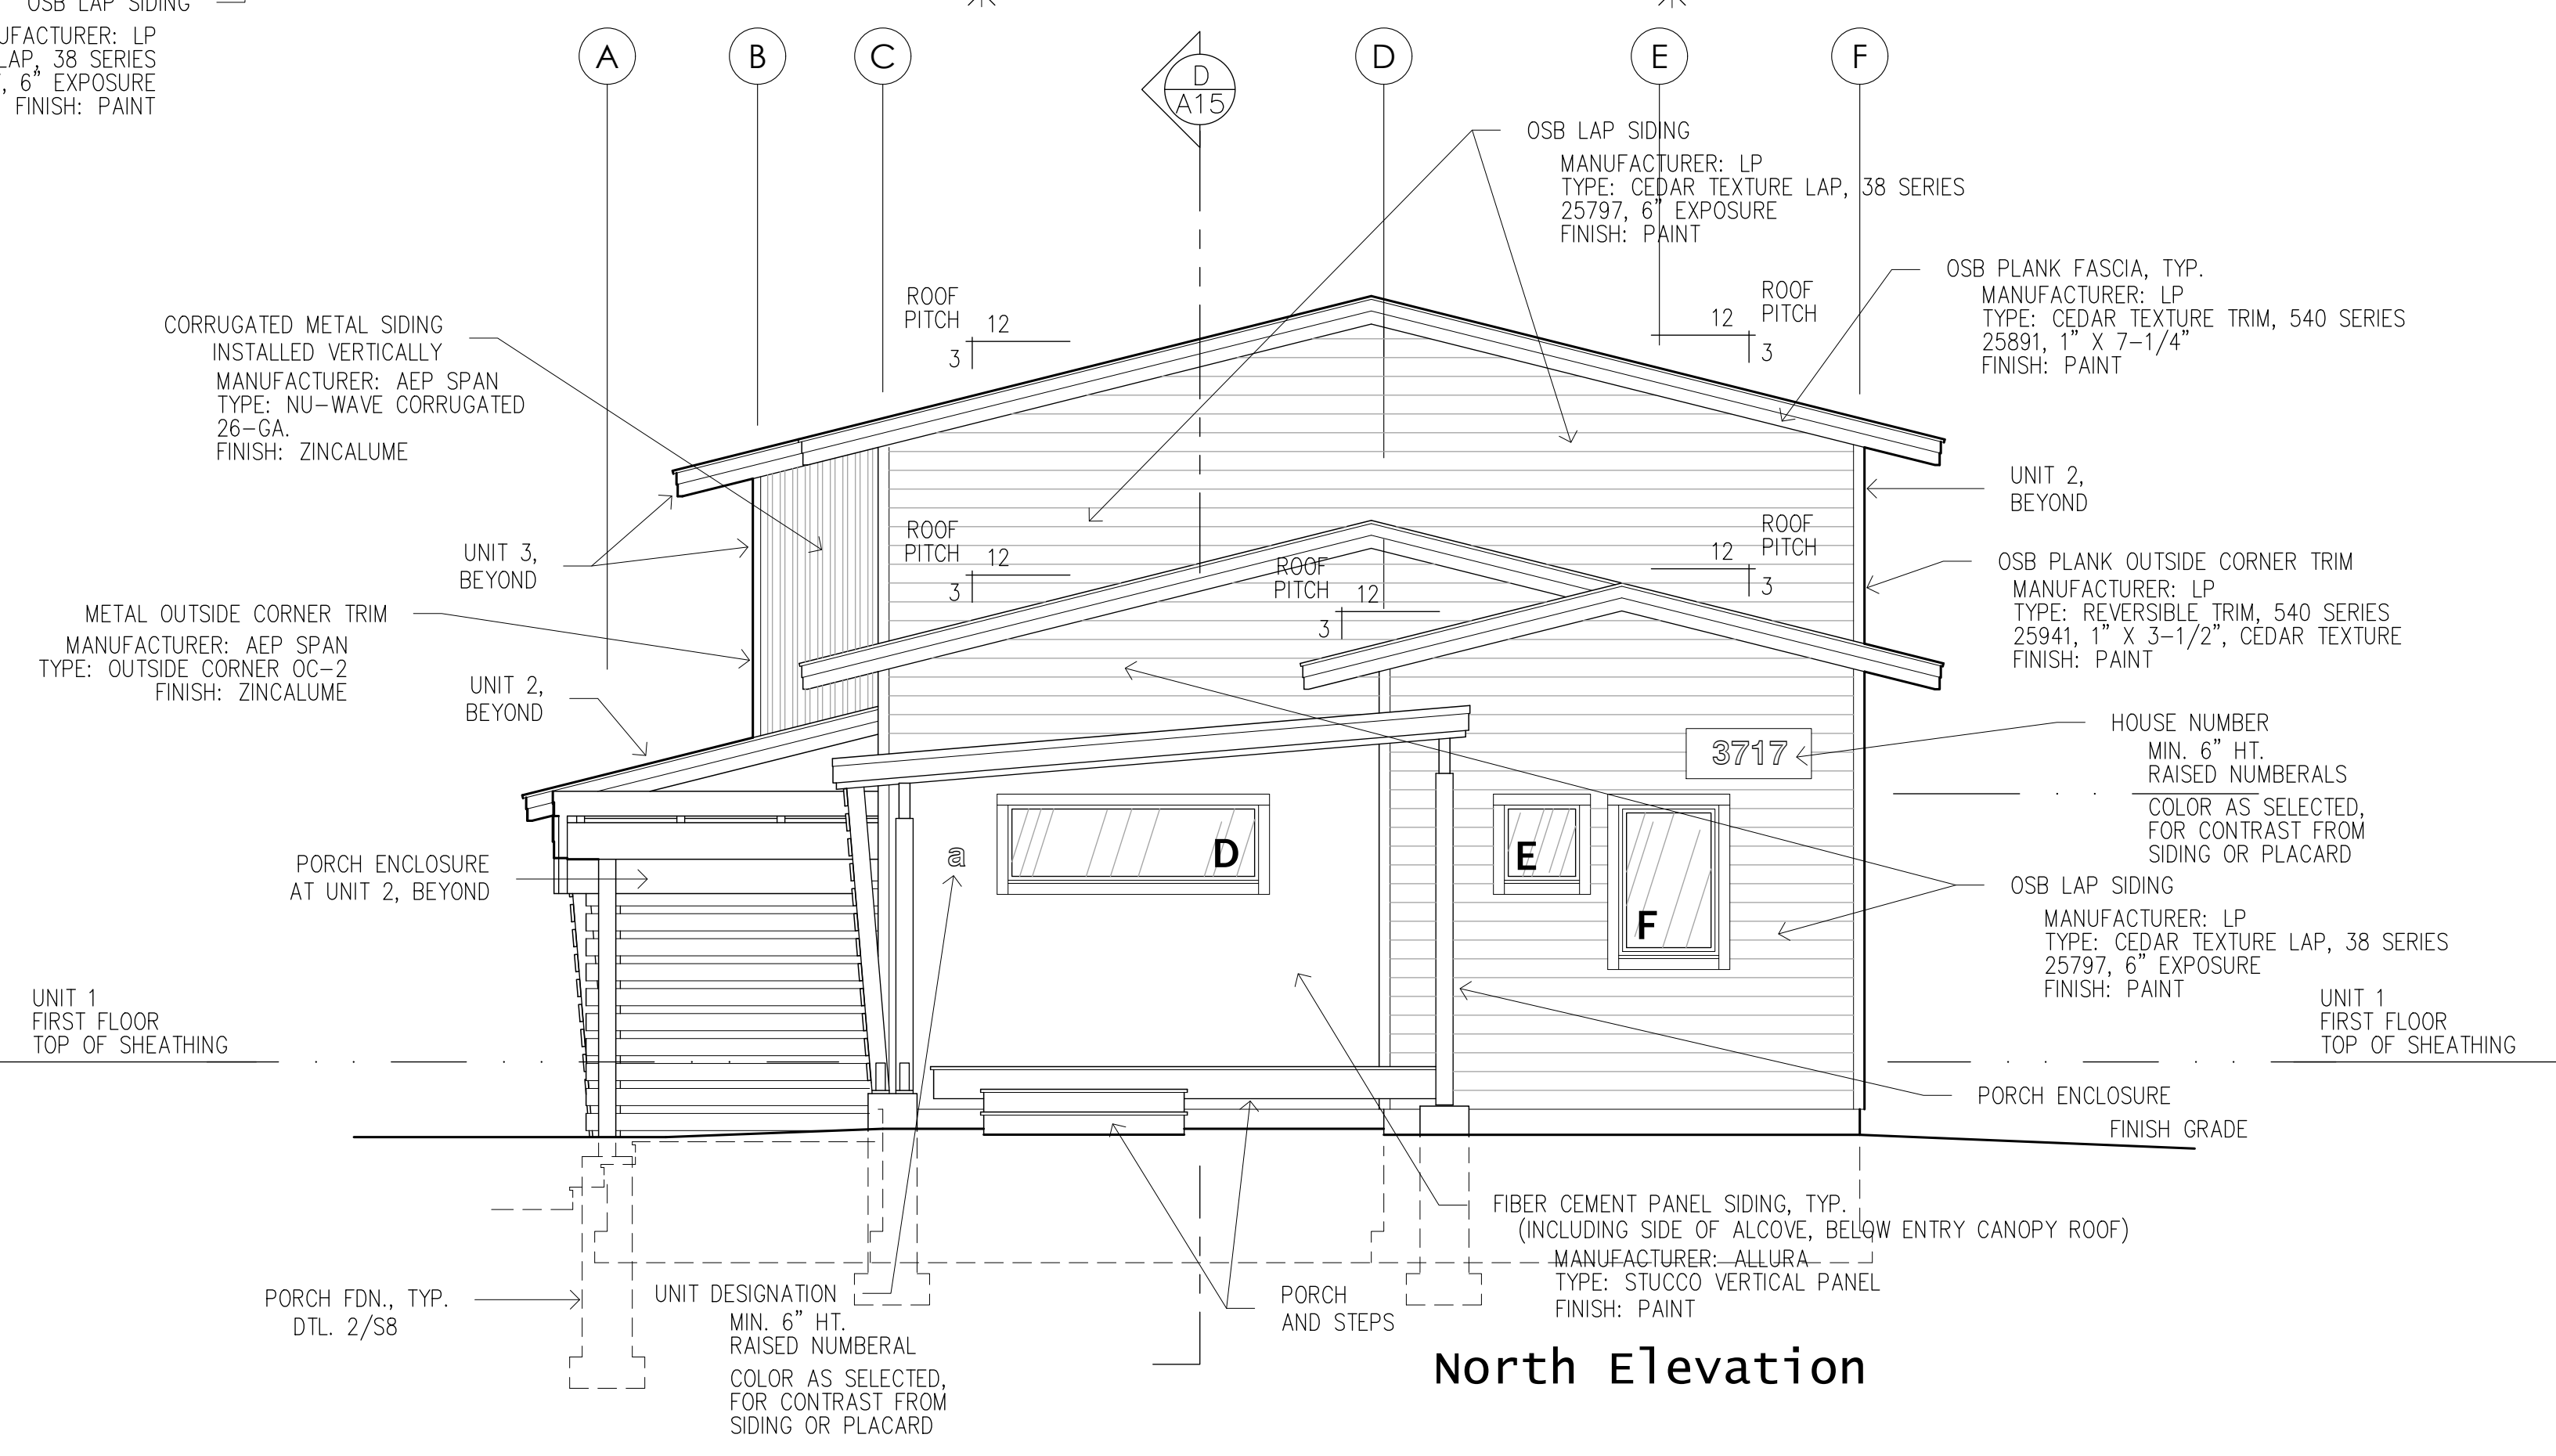 OSB LAP SIDING
UFACTURER: LP
LAP, 38 SERIES
, 6" EXPOSURE
FINISH: PAINT
A
B
C
D
A15
D
E
F
OSB LAP SIDING
MANUFACTURER: LP
TYPE: CEDAR TEXTURE LAP, 38 SERIES
25797, 6" EXPOSURE
FINISH: PAINT
OSB PLANK FASCIA, TYP.
MANUFACTURER: LP
TYPE: CEDAR TEXTURE TRIM, 540 SERIES
25891, 1" X 7-1/4"
FINISH: PAINT
ROOF
PITCH
12
3
12
3
ROOF
PITCH
CORRUGATED METAL SIDING
INSTALLED VERTICALLY
MANUFACTURER: AEP SPAN
TYPE: NU-WAVE CORRUGATED
26-GA.
FINISH: ZINCALUME
UNIT 2,
BEYOND
UNIT 3,
BEYOND
ROOF
PITCH
12
3
ROOF
PITCH
12
3
12
3
ROOF
PITCH
OSB PLANK OUTSIDE CORNER TRIM
MANUFACTURER: LP
TYPE: REVERSIBLE TRIM, 540 SERIES
25941, 1" X 3-1/2", CEDAR TEXTURE
FINISH: PAINT
METAL OUTSIDE CORNER TRIM
MANUFACTURER: AEP SPAN
TYPE: OUTSIDE CORNER OC-2
FINISH: ZINCALUME
UNIT 2,
BEYOND
3717
HOUSE NUMBER
MIN. 6" HT.
RAISED NUMBERALS
COLOR AS SELECTED,
FOR CONTRAST FROM
SIDING OR PLACARD
PORCH ENCLOSURE
AT UNIT 2, BEYOND
a
D
E
F
OSB LAP SIDING
MANUFACTURER: LP
TYPE: CEDAR TEXTURE LAP, 38 SERIES
25797, 6" EXPOSURE
FINISH: PAINT
UNIT 1
FIRST FLOOR
TOP OF SHEATHING
UNIT 1
FIRST FLOOR
TOP OF SHEATHING
PORCH ENCLOSURE
FINISH GRADE
FIBER CEMENT PANEL SIDING, TYP.
(INCLUDING SIDE OF ALCOVE, BELOW ENTRY CANOPY ROOF)
MANUFACTURER: ALLURA
TYPE: STUCCO VERTICAL PANEL
FINISH: PAINT
PORCH FDN., TYP.
DTL. 2/S8
UNIT DESIGNATION
MIN. 6" HT.
RAISED NUMBERAL
COLOR AS SELECTED,
FOR CONTRAST FROM
SIDING OR PLACARD
PORCH
AND STEPS
North Elevation